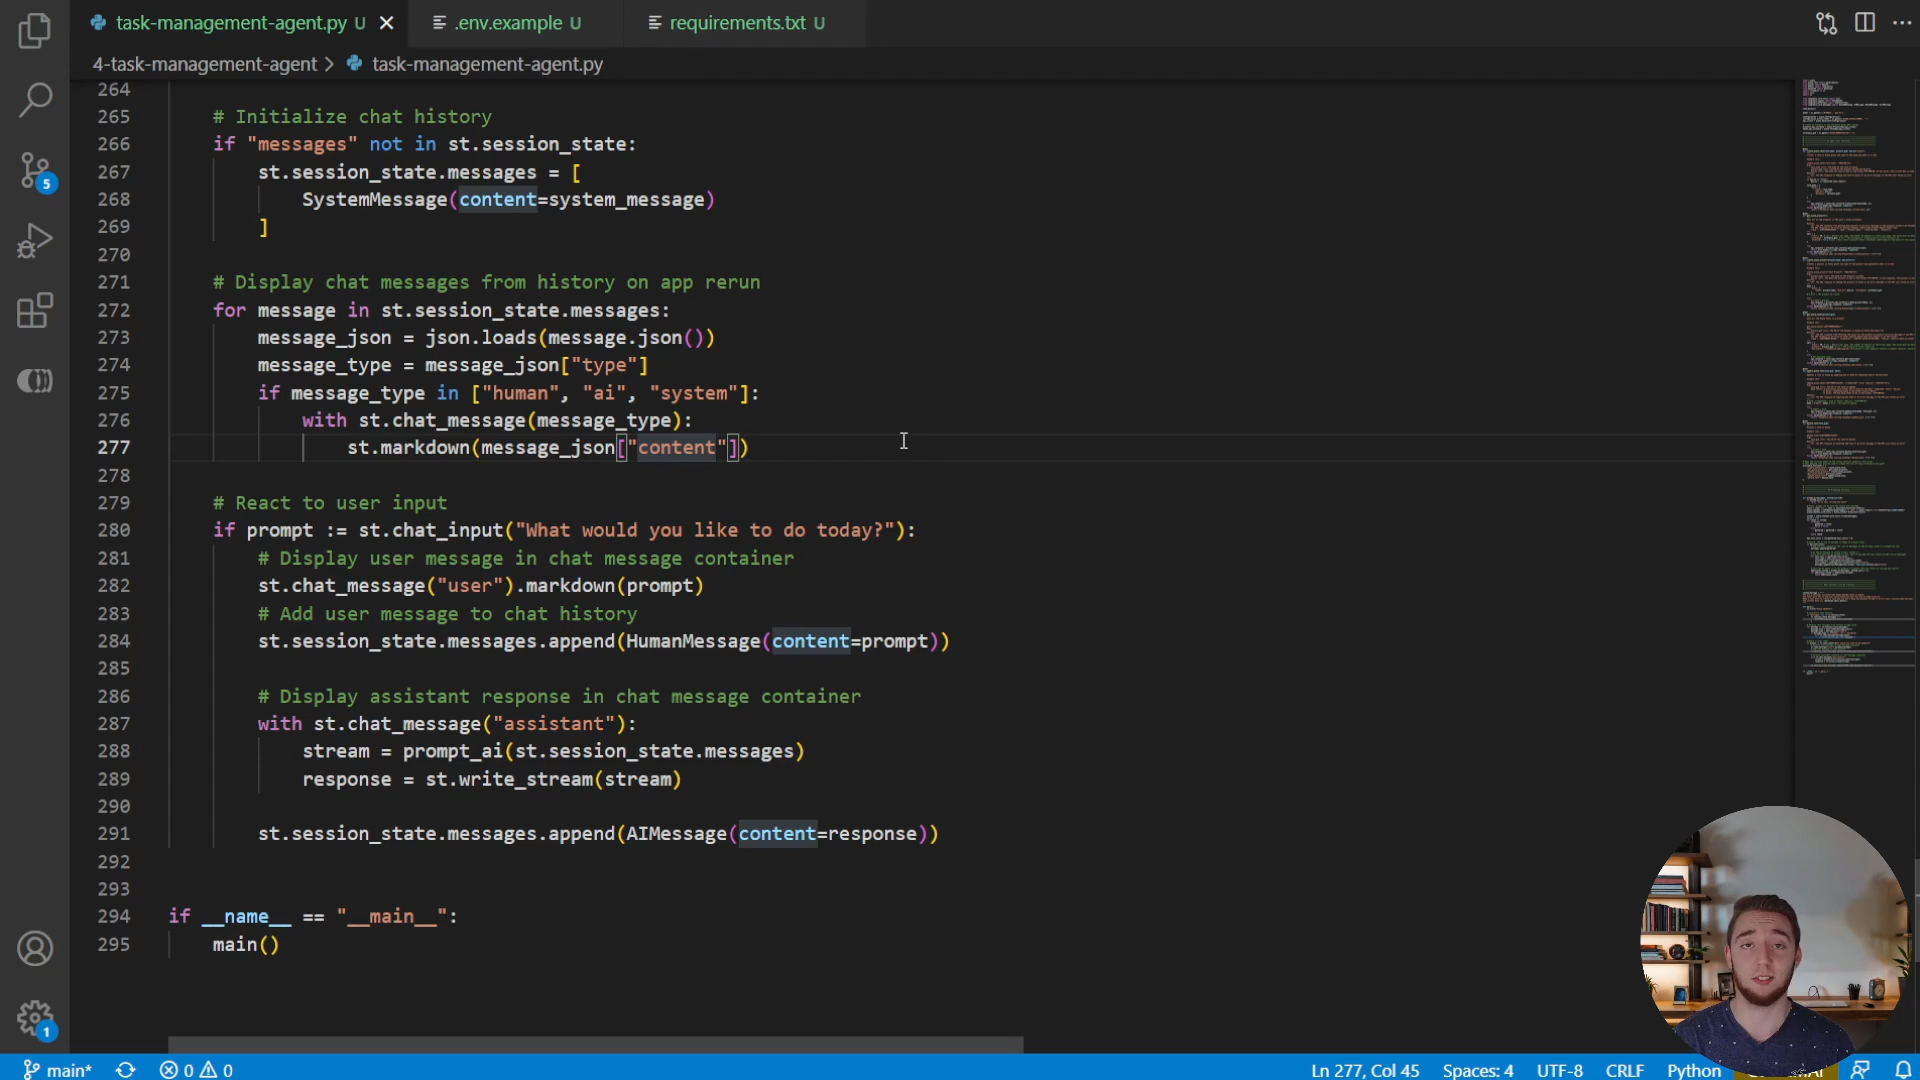 task-management-agent.py U
.env.example U
requirements.txt U
4-task-management-agent > task-management-agent.py
264
265 # Initialize chat history
266 if "messages" not in st.session_state:
267 st.session_state.messages = [
268 SystemMessage(content=system_message)
269 ]
270
271 # Display chat messages from history on app rerun
272 for message in st.session_state.messages:
273 message_json = json.loads(message.json())
274 message_type = message_json["type"]
275 if message_type in ["human", "ai", "system"]:
276 with st.chat_message(message_type):
277 st.markdown(message_json["content"])
278
279 # React to user input
280 if prompt := st.chat_input("What would you like to do today?"):
281 # Display user message in chat message container
282 st.chat_message("user").markdown(prompt)
283 # Add user message to chat history
284 st.session_state.messages.append(HumanMessage(content=prompt))
285
286 # Display assistant response in chat message container
287 with st.chat_message("assistant"):
288 stream = prompt_ai(st.session_state.messages)
289 response = st.write_stream(stream)
290
291 st.session_state.messages.append(AIMessage(content=response))
292
293
294 if __name__ == "__main__":
295 main()
5
1
main* 0 0 Ln 277, Col 45 Spaces: 4 UTF-8 CRLF Python